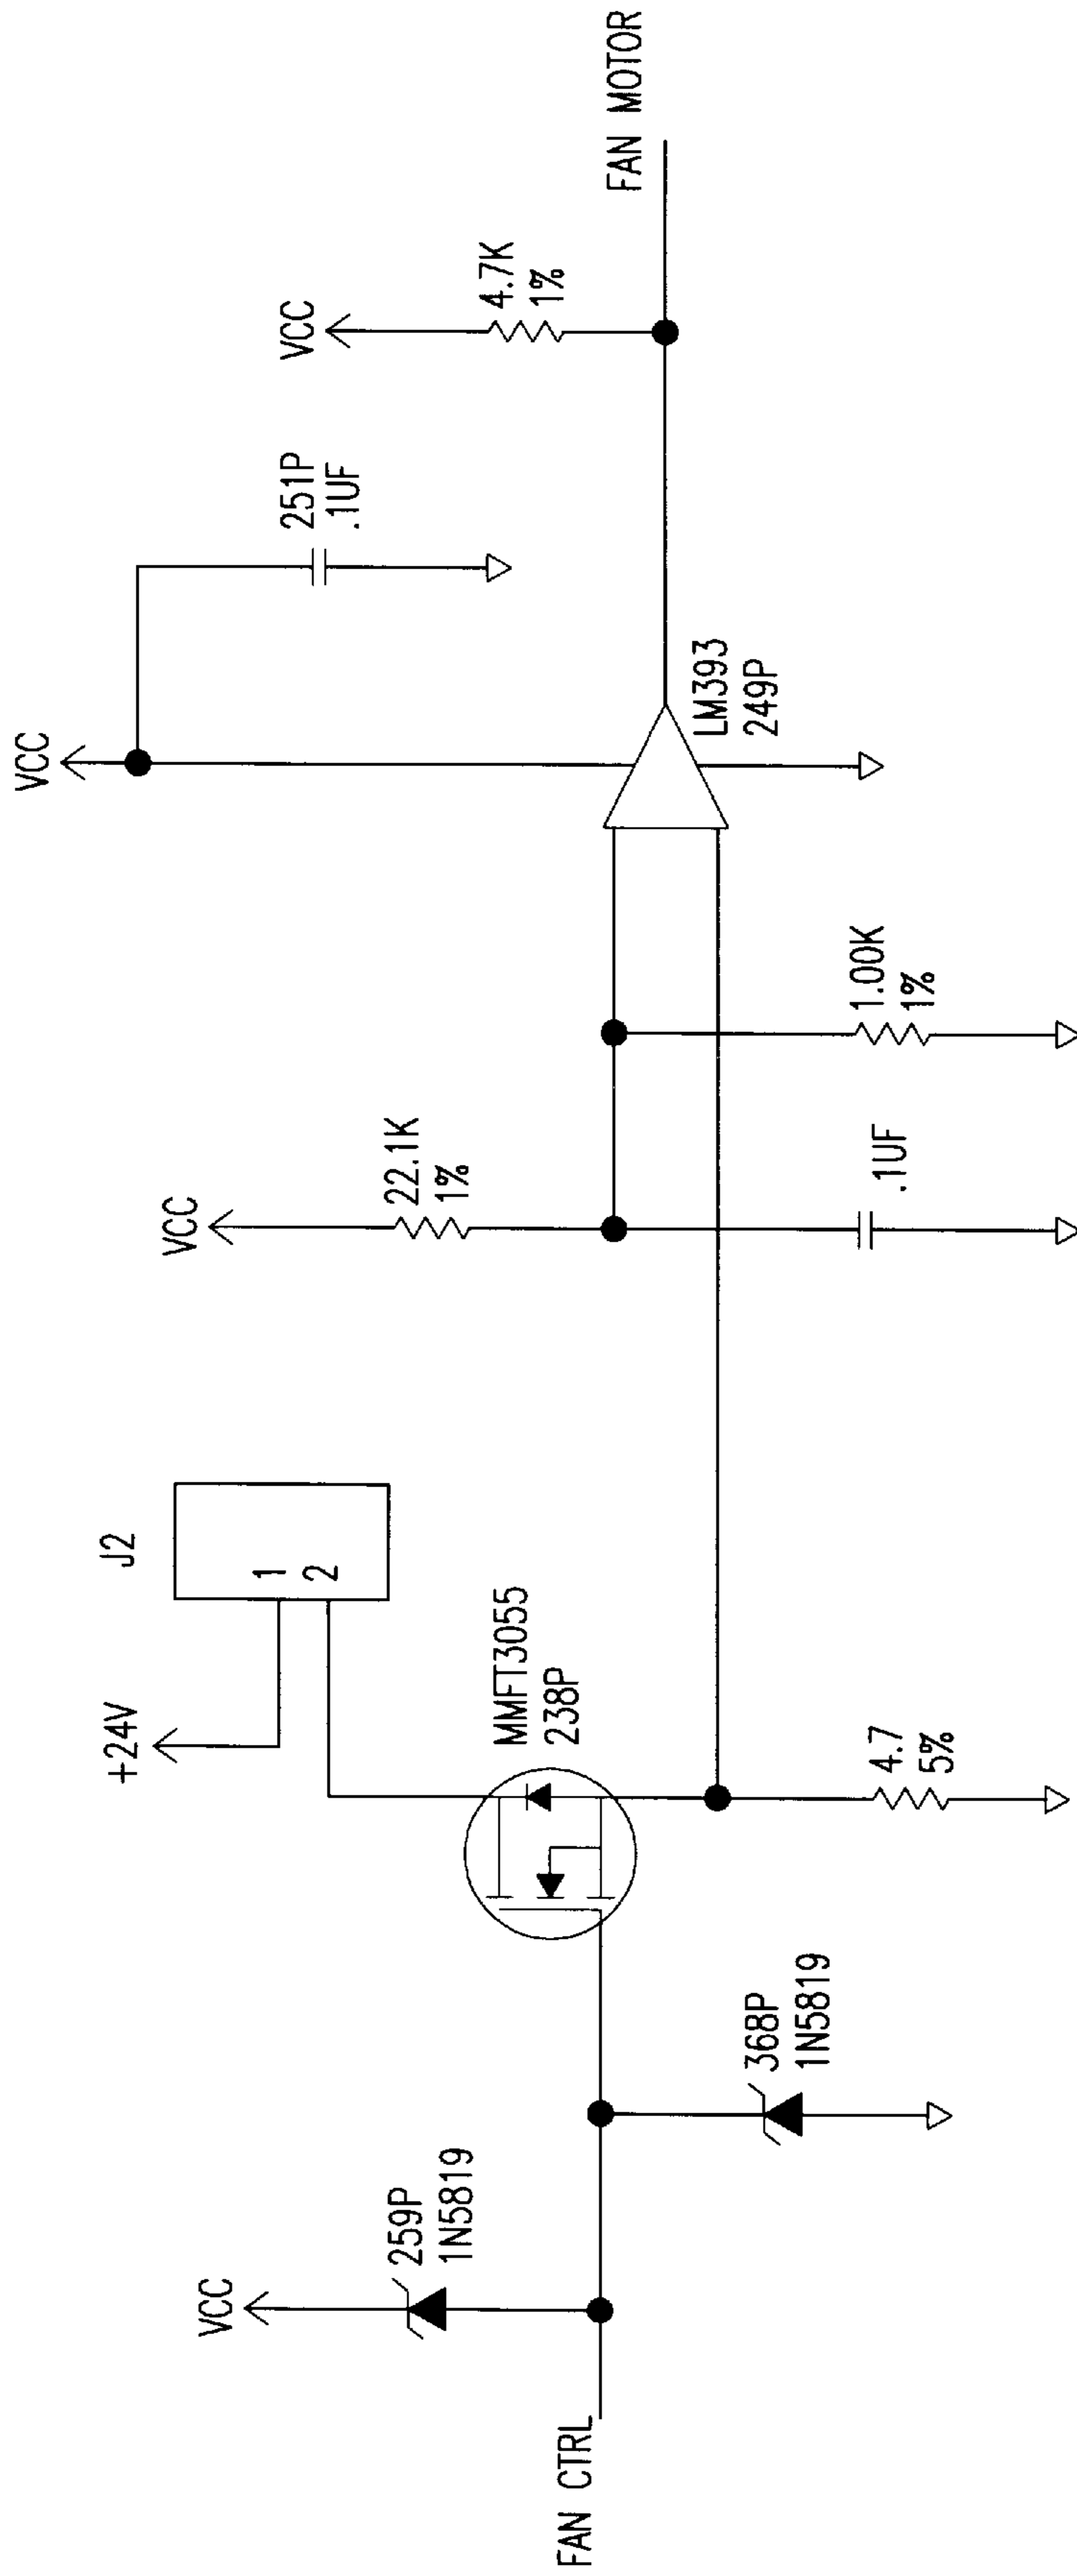 FAN CTRL
VCC
259P
1N5819
368P
1N5819
+24V
J2
1
2
MMFT3055
238P
4.7
5%
VCC
22.1K
1%
.1UF
1.00K
1%
VCC
LM393
249P
251P
.1UF
VCC
4.7K
1%
FAN MOTOR